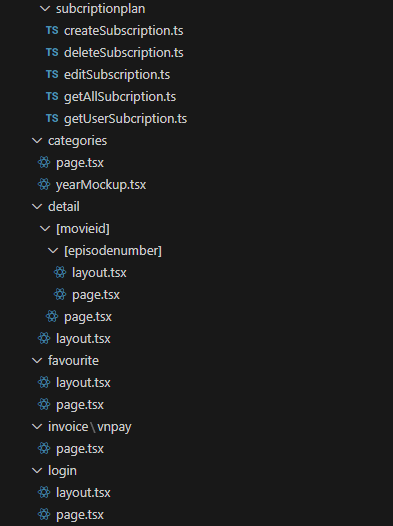 subcriptionplan
TS createSubscription.ts
TS deleteSubscription.ts
TS editSubscription.ts
TS getAllSubcription.ts
TS getUserSubcription.ts
categories
page.tsx
yearMockup.tsx
detail
[movieid]
[episodenumber]
layout.tsx
page.tsx
page.tsx
layout.tsx
favourite
layout.tsx
page.tsx
invoice\vnpay
page.tsx
login
layout.tsx
page.tsx